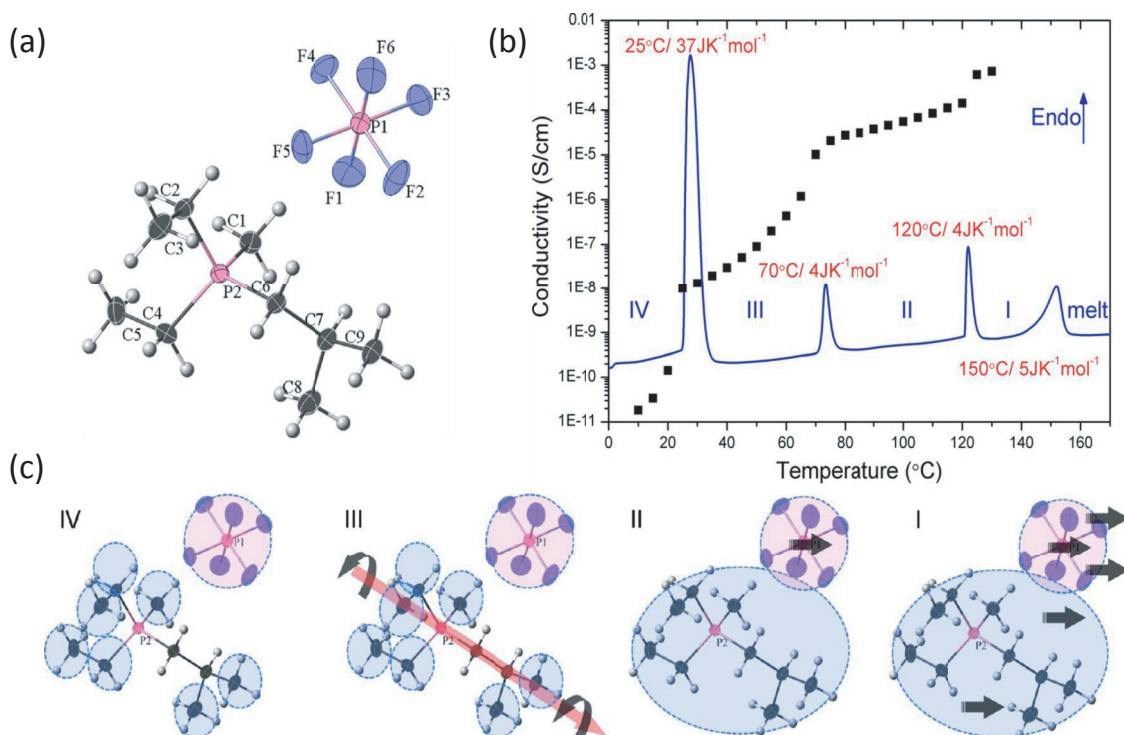 (a)
F6
F4
F3
P1
F5
F1
F2
C2
C1
C3
P2
C6
C4
C5
C7
C9
C8
(b)
0.01
1E-3
1E-4
1E-5
1E-6
1E-7
1E-8
1E-9
1E-10
1E-11
Conductivity (S/cm)
25°C/ 37JK⁻¹mol⁻¹
Endo
120°C/ 4JK⁻¹mol⁻¹
70°C/ 4JK⁻¹mol⁻¹
IV III II I melt
150°C/ 5JK⁻¹mol⁻¹
0 20 40 60 80 100 120 140 160
Temperature (°C)
(c)
IV
P1
P2
III
P1
P2
II
P2
I
P2